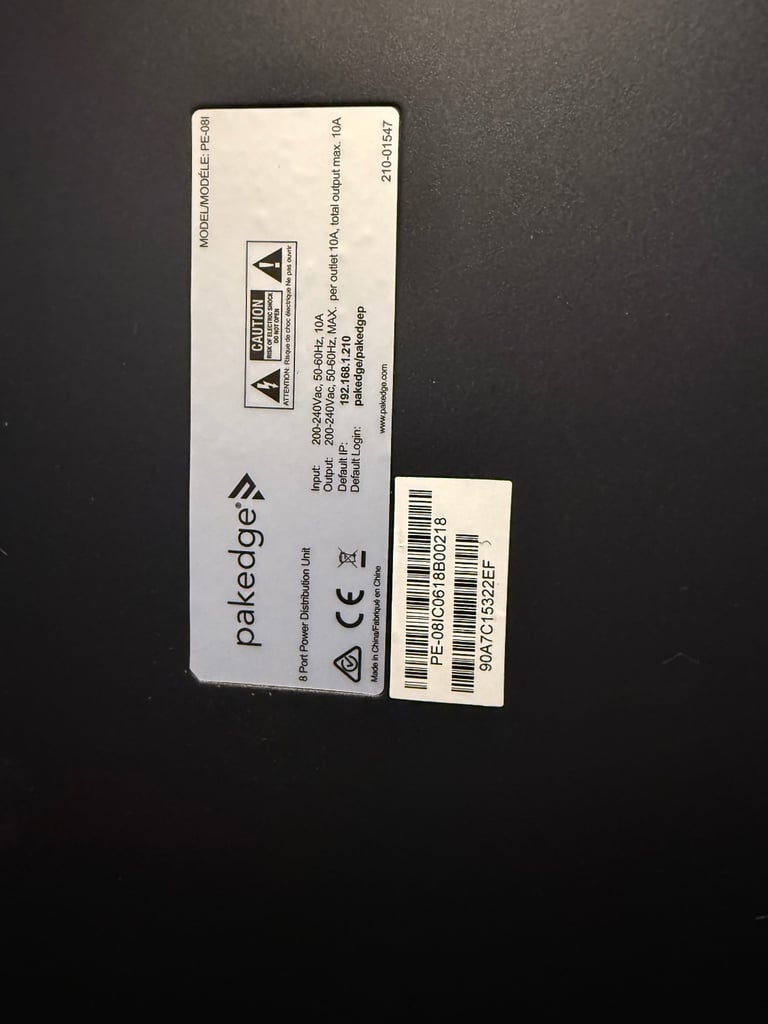 MODEL/MODÈLE: PE-08I
pakedge®
CAUTION
RISK OF ELECTRIC SHOCK
DO NOT OPEN
ATTENTION: Risque de choc électrique Ne pas ouvrir
8 Port Power Distribution Unit
Input: 200-240Vac, 50-60Hz, 10A
Output: 200-240Vac, 50-60Hz, MAX. per outlet 10A, total output max. 10A
Default IP: 192.168.1.210
Default Login: pakedge/pakedgep
CE
Made in China/Fabriqué en Chine
www.pakedge.com
210-01547
PE-08IC0618B00218
90A7C15322EF